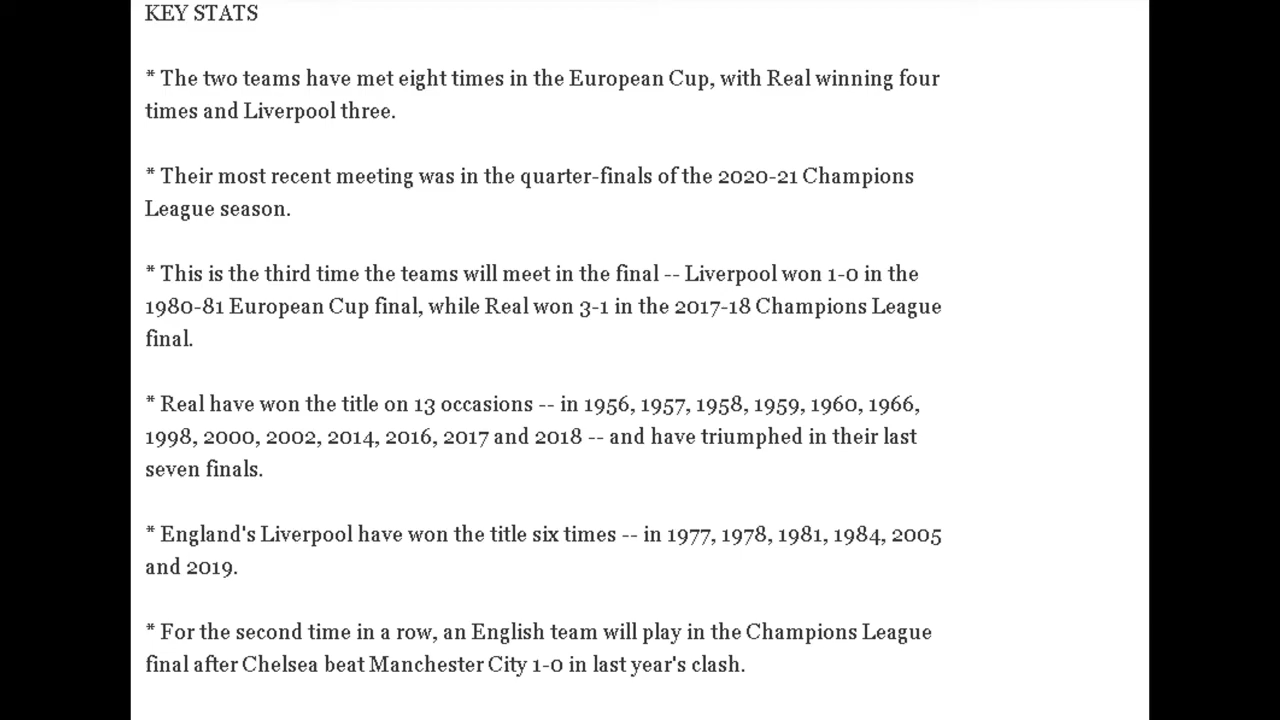 KEY STATS
* The two teams have met eight times in the European Cup, with Real winning four
times and Liverpool three.
* Their most recent meeting was in the quarter-finals of the 2020-21 Champions
League season.
* This is the third time the teams will meet in the final -- Liverpool won 1-0 in the
1980-81 European Cup final, while Real won 3-1 in the 2017-18 Champions League
final.
* Real have won the title on 13 occasions -- in 1956, 1957, 1958, 1959, 1960, 1966,
1998, 2000, 2002, 2014, 2016, 2017 and 2018 -- and have triumphed in their last
seven finals.
* England's Liverpool have won the title six times -- in 1977, 1978, 1981, 1984, 2005
and 2019.
* For the second time in a row, an English team will play in the Champions League
final after Chelsea beat Manchester City 1-0 in last year's clash.